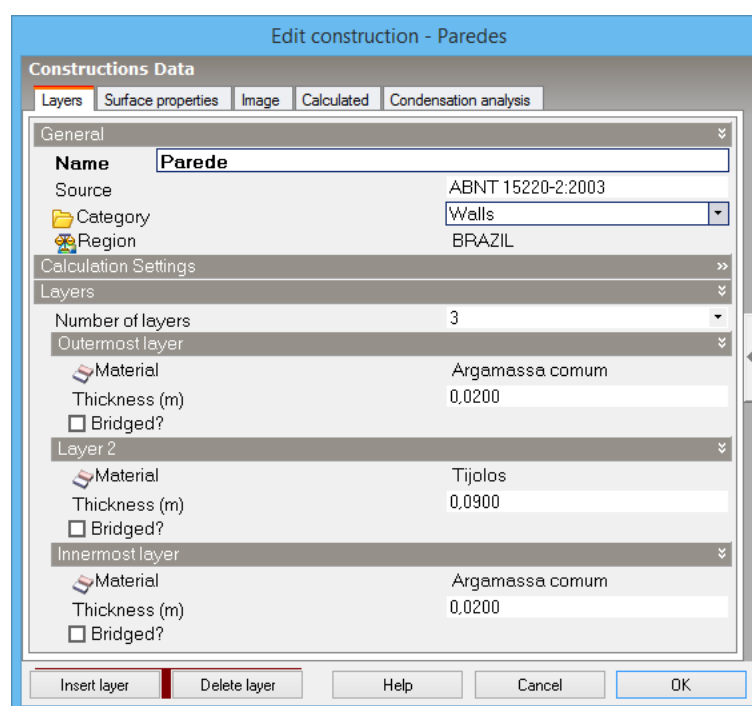 Edit construction - Paredes
Constructions Data
Layers Surface properties Image Calculated Condensation analysis
General
Name Parede
Source ABNT 15220-2:2003
Category Walls
Region BRAZIL
Calculation Settings
Layers
Number of layers 3
Outermost layer
Material Argamassa comum
Thickness (m) 0,0200
Bridged?
Layer 2
Material Tijolos
Thickness (m) 0,0900
Bridged?
Innermost layer
Material Argamassa comum
Thickness (m) 0,0200
Bridged?
Insert layer Delete layer Help Cancel OK